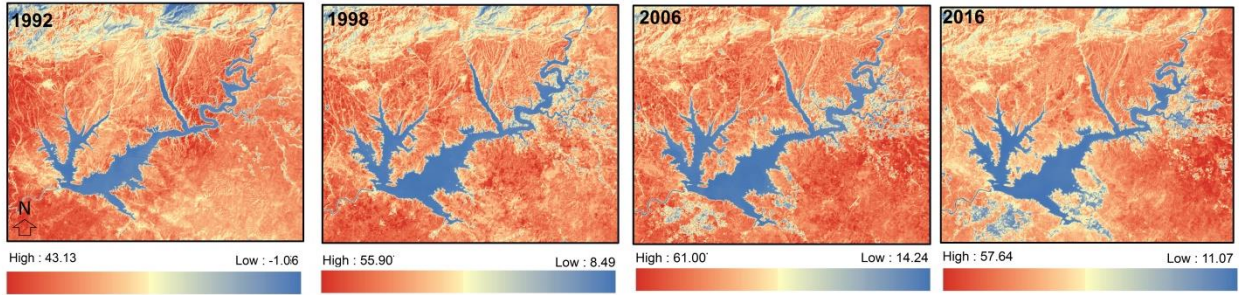 1992
1998
2006
2016
N
High : 43.13
Low : -1.06
High : 55.90
Low : 8.49
High : 61.00
Low : 14.24
High : 57.64
Low : 11.07